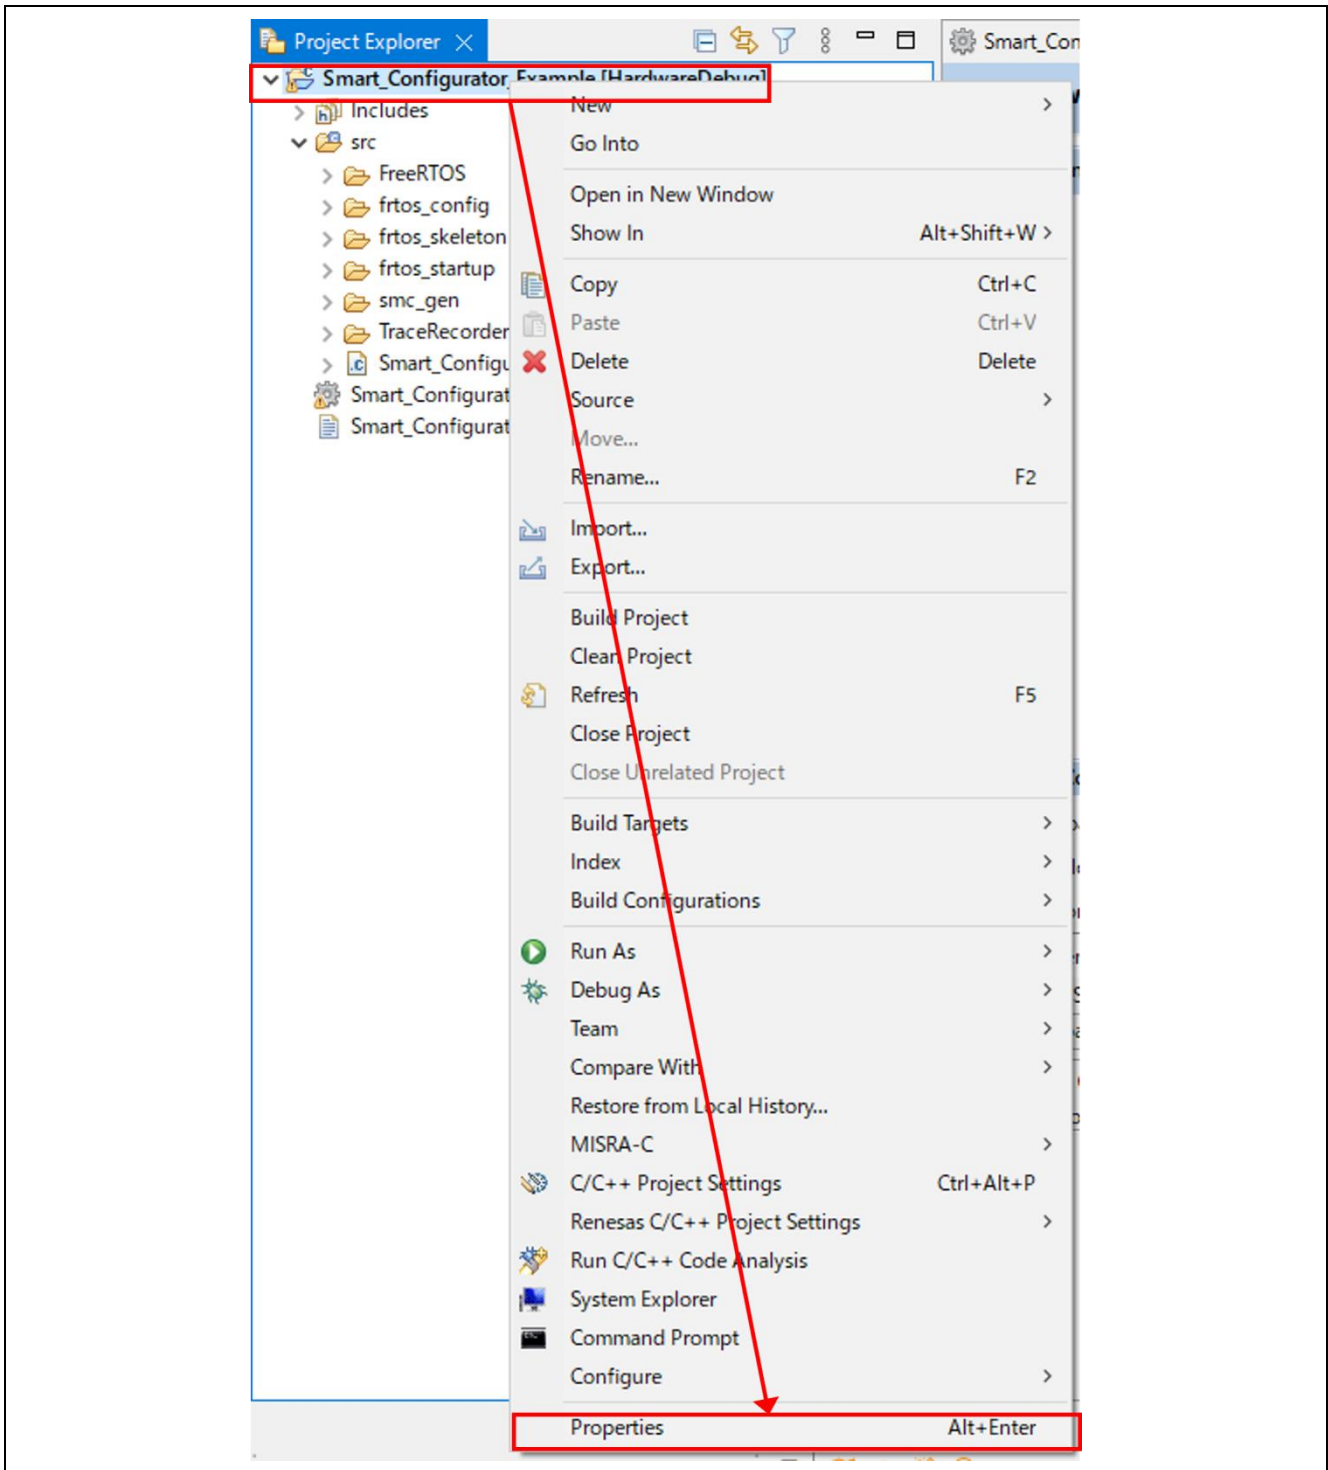 Project Explorer
Smart_Con
Smart_Configurator_Example [HardwareDebug]
Includes
src
FreeRTOS
frtos_config
frtos_skeleton
frtos_startup
smc_gen
TraceRecorder
Smart_Configu
Smart_Configurat
Smart_Configurat
New
Go Into
Open in New Window
Show In Alt+Shift+W
Copy Ctrl+C
Paste Ctrl+V
Delete Delete
Source
Move...
Rename... F2
Import...
Export...
Build Project
Clean Project
Refresh F5
Close Project
Close Unrelated Project
Build Targets
Index
Build Configurations
Run As
Debug As
Team
Compare With
Restore from Local History...
MISRA-C
C/C++ Project Settings Ctrl+Alt+P
Renesas C/C++ Project Settings
Run C/C++ Code Analysis
System Explorer
Command Prompt
Configure
Properties Alt+Enter